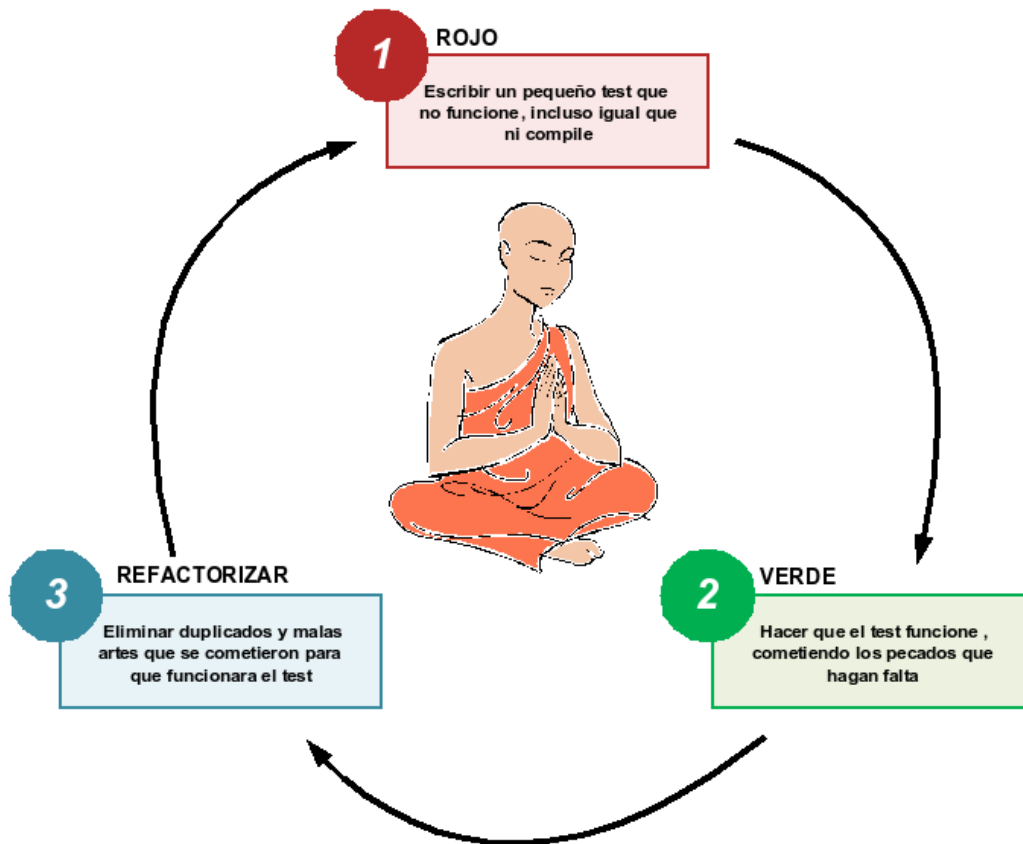 1
ROJO
Escribir un pequeño test que
no funcione, incluso igual que
ni compile
2
VERDE
Hacer que el test funcione ,
cometiendo los pecados que
hagan falta
3
REFACTORIZAR
Eliminar duplicados y malas
artes que se cometieron para
que funcionara el test